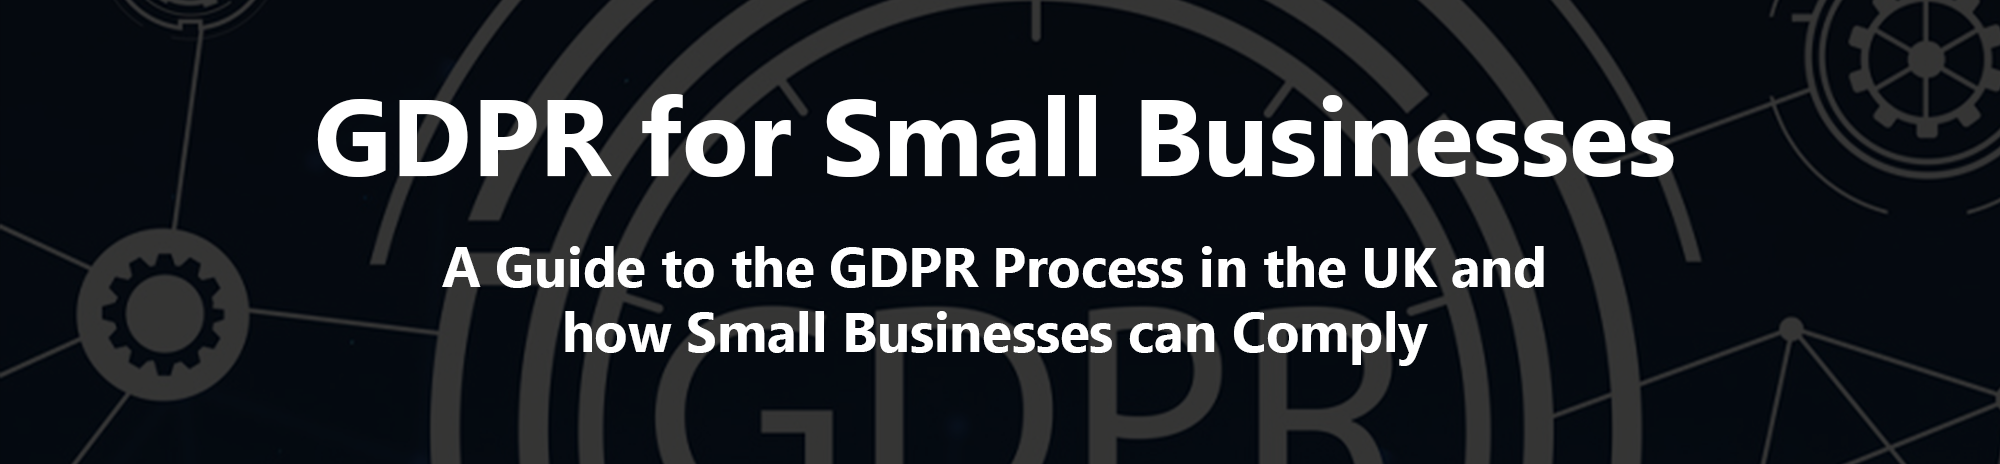 GDPR for Small Businesses
A Guide to the GDPR Process in the UK and
how Small Businesses can Comply
GDPR